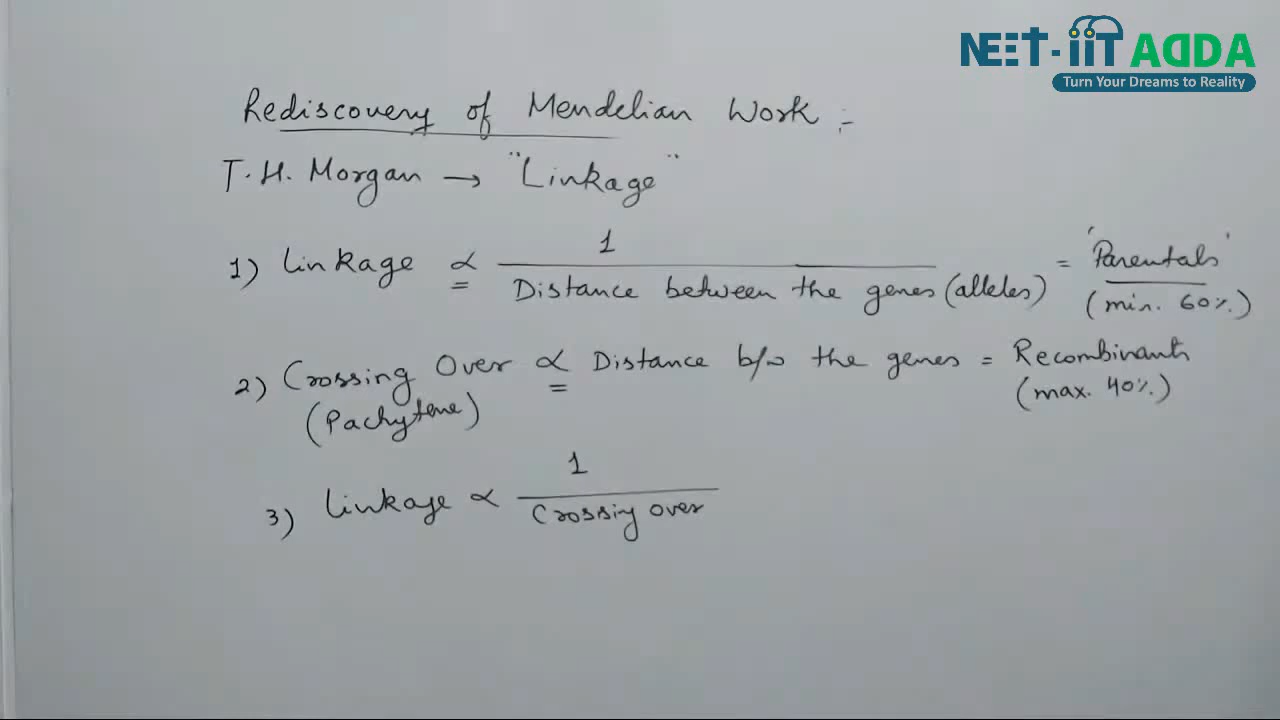 NEET-iiT ADDA
Turn Your Dreams to Reality
Rediscovery of Mendelian Work :-
T.H. Morgan → "Linkage"
1) Linkage ∝ 1 / Distance between the genes (alleles) = 'Parentals' (min. 60%.)
2) Crossing Over ∝ Distance b/w the genes = Recombinants
(Pachytene) (max. 40%.)
3) Linkage ∝ 1 / Crossing over